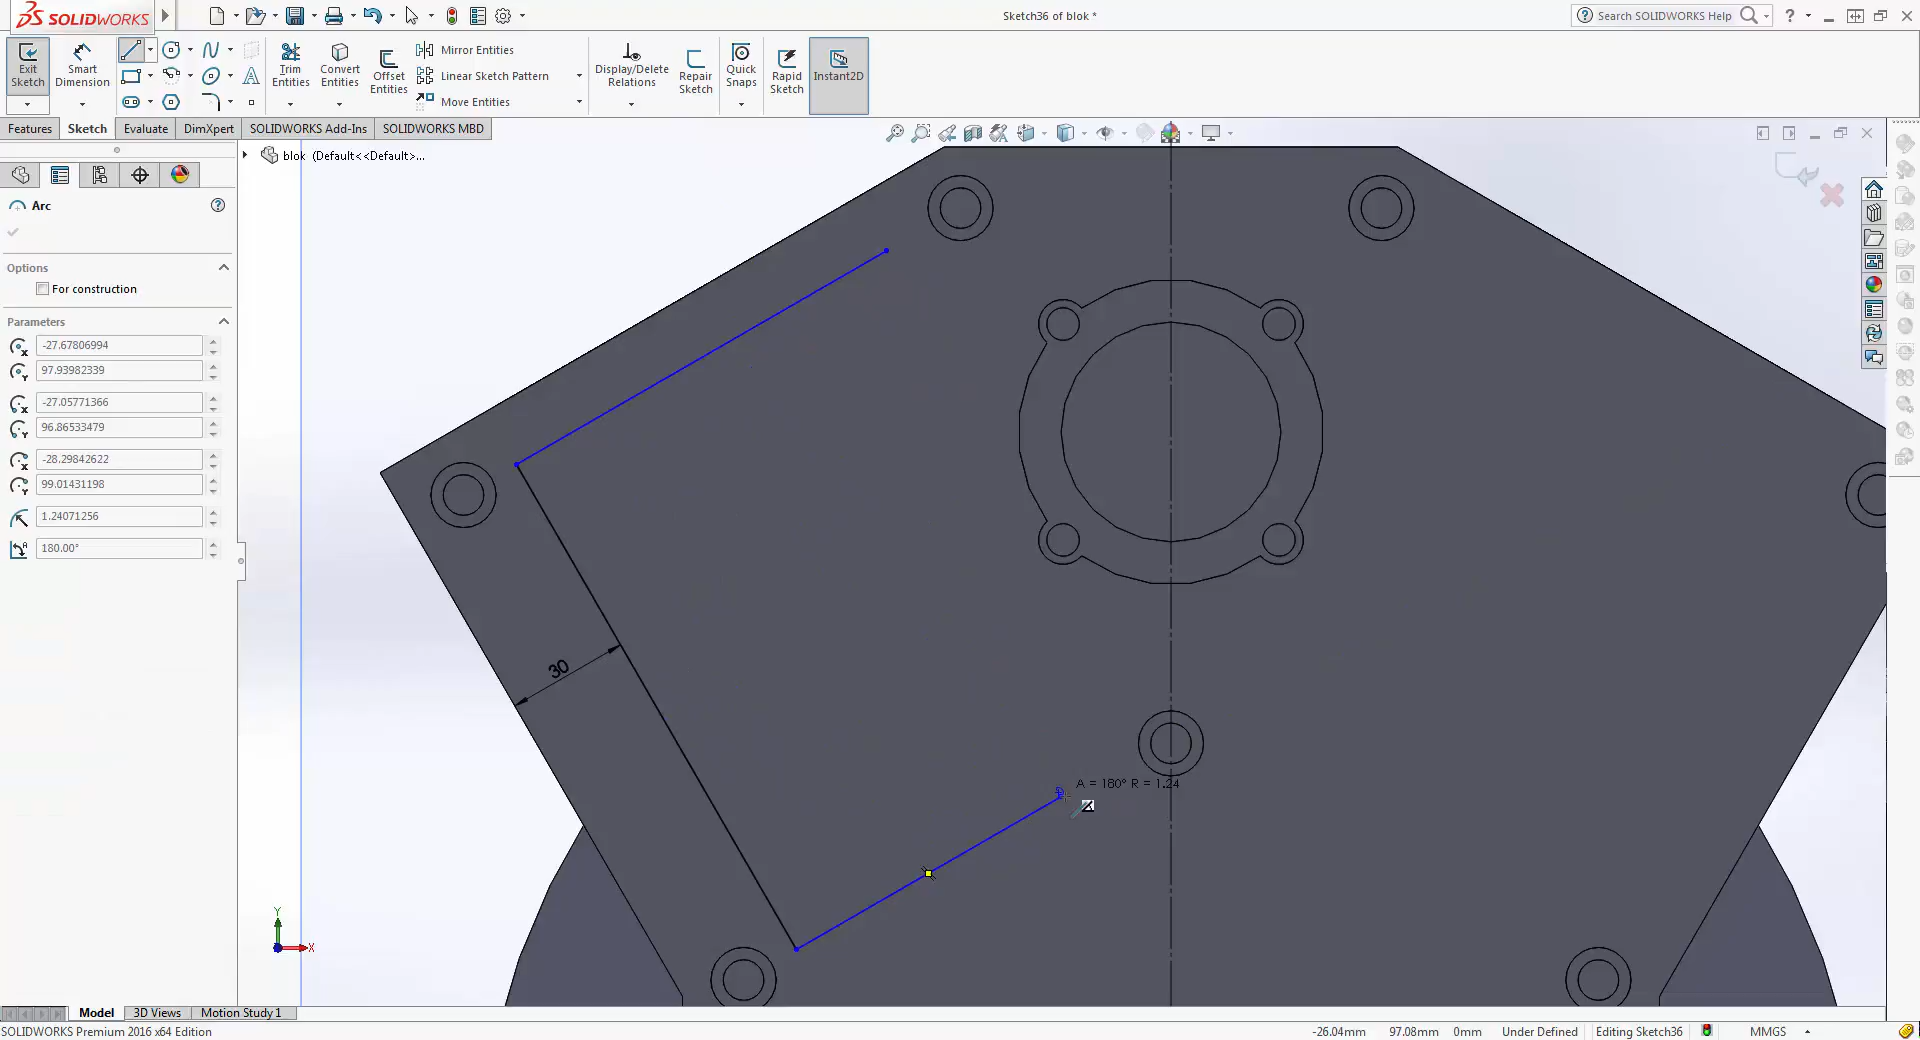 SOLIDWORKS
Sketch36 of blok *
Search SOLIDWORKS Help
Exit Sketch
Smart Dimension
Trim Entities
Convert Entities
Offset Entities
Mirror Entities
Linear Sketch Pattern
Move Entities
Display/Delete Relations
Repair Sketch
Quick Snaps
Rapid Sketch
Instant2D
Features Sketch Evaluate DimXpert SOLIDWORKS Add-Ins SOLIDWORKS MBD
blok (Default<<Default>...
Arc
Options
For construction
Parameters
-27.67806994
97.93982339
-27.05771366
96.86533479
-28.29842622
99.01431198
1.24071256
180.00°
30
A = 180° R = 1.24
Y
X
Model 3D Views Motion Study 1
SOLIDWORKS Premium 2016 x64 Edition
-26.04mm 97.08mm 0mm Under Defined Editing Sketch36 MMGS